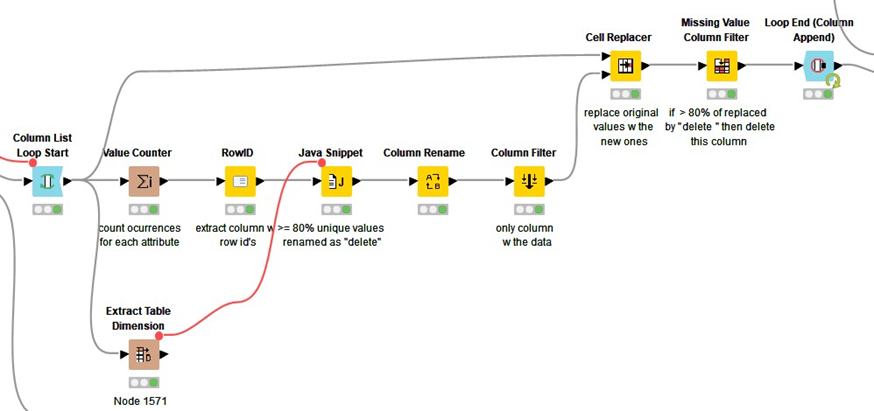 Cell Replacer
Missing Value
Column Filter
Loop End (Column
Append)
replace original
values w the
new ones
if > 80% of replaced
by "delete " then delete
this column
Column List
Loop Start
Value Counter
RowID
Java Snippet
Column Rename
Column Filter
count ocurrences
for each attribute
extract column w
row id's
>= 80% unique values
renamed as "delete"
only column
w the data
Extract Table
Dimension
Node 1571